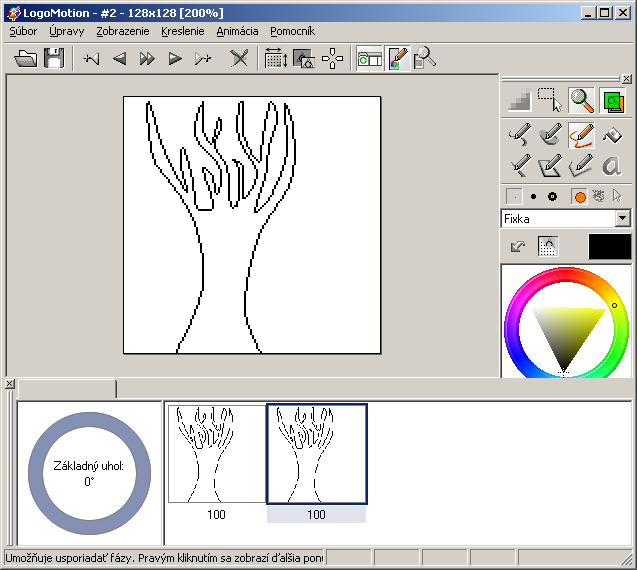 LogoMotion - #2 - 128x128 [200%]
Súbor Úpravy Zobrazenie Kreslenie Animácia Pomocník
Fixka
Základný uhol:
0°
100 100
Umožňuje usporiadať fázy. Pravým kliknutím sa zobrazí ďalšia ponu